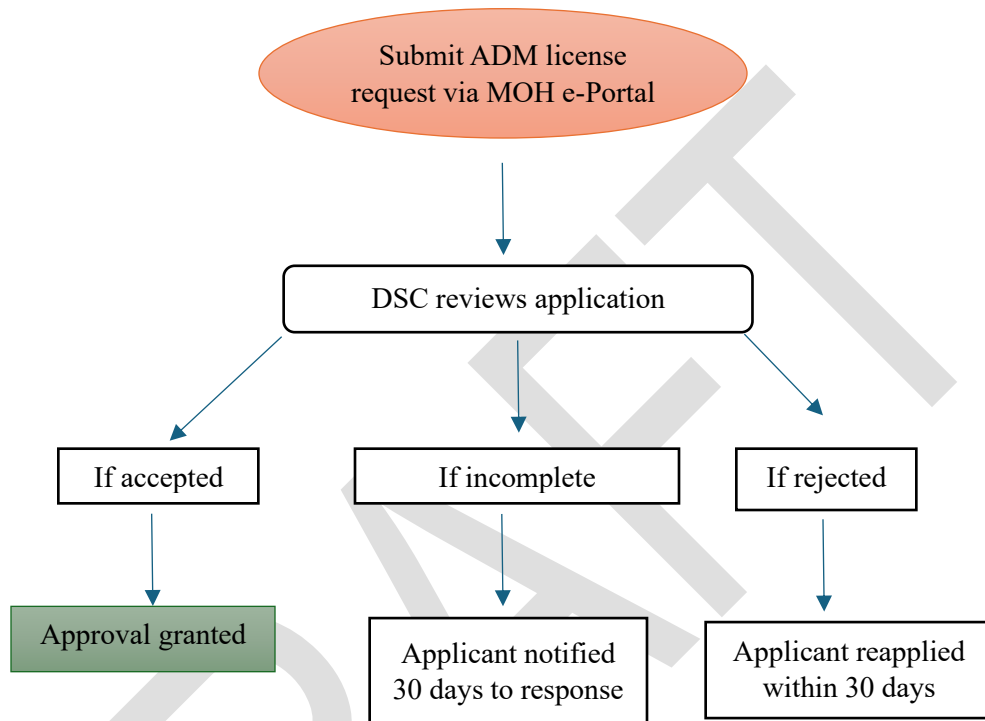 Submit ADM license
request via MOH e-Portal
DSC reviews application
If accepted
If incomplete
If rejected
Approval granted
Applicant notified
30 days to response
Applicant reapplied
within 30 days
DRAFT